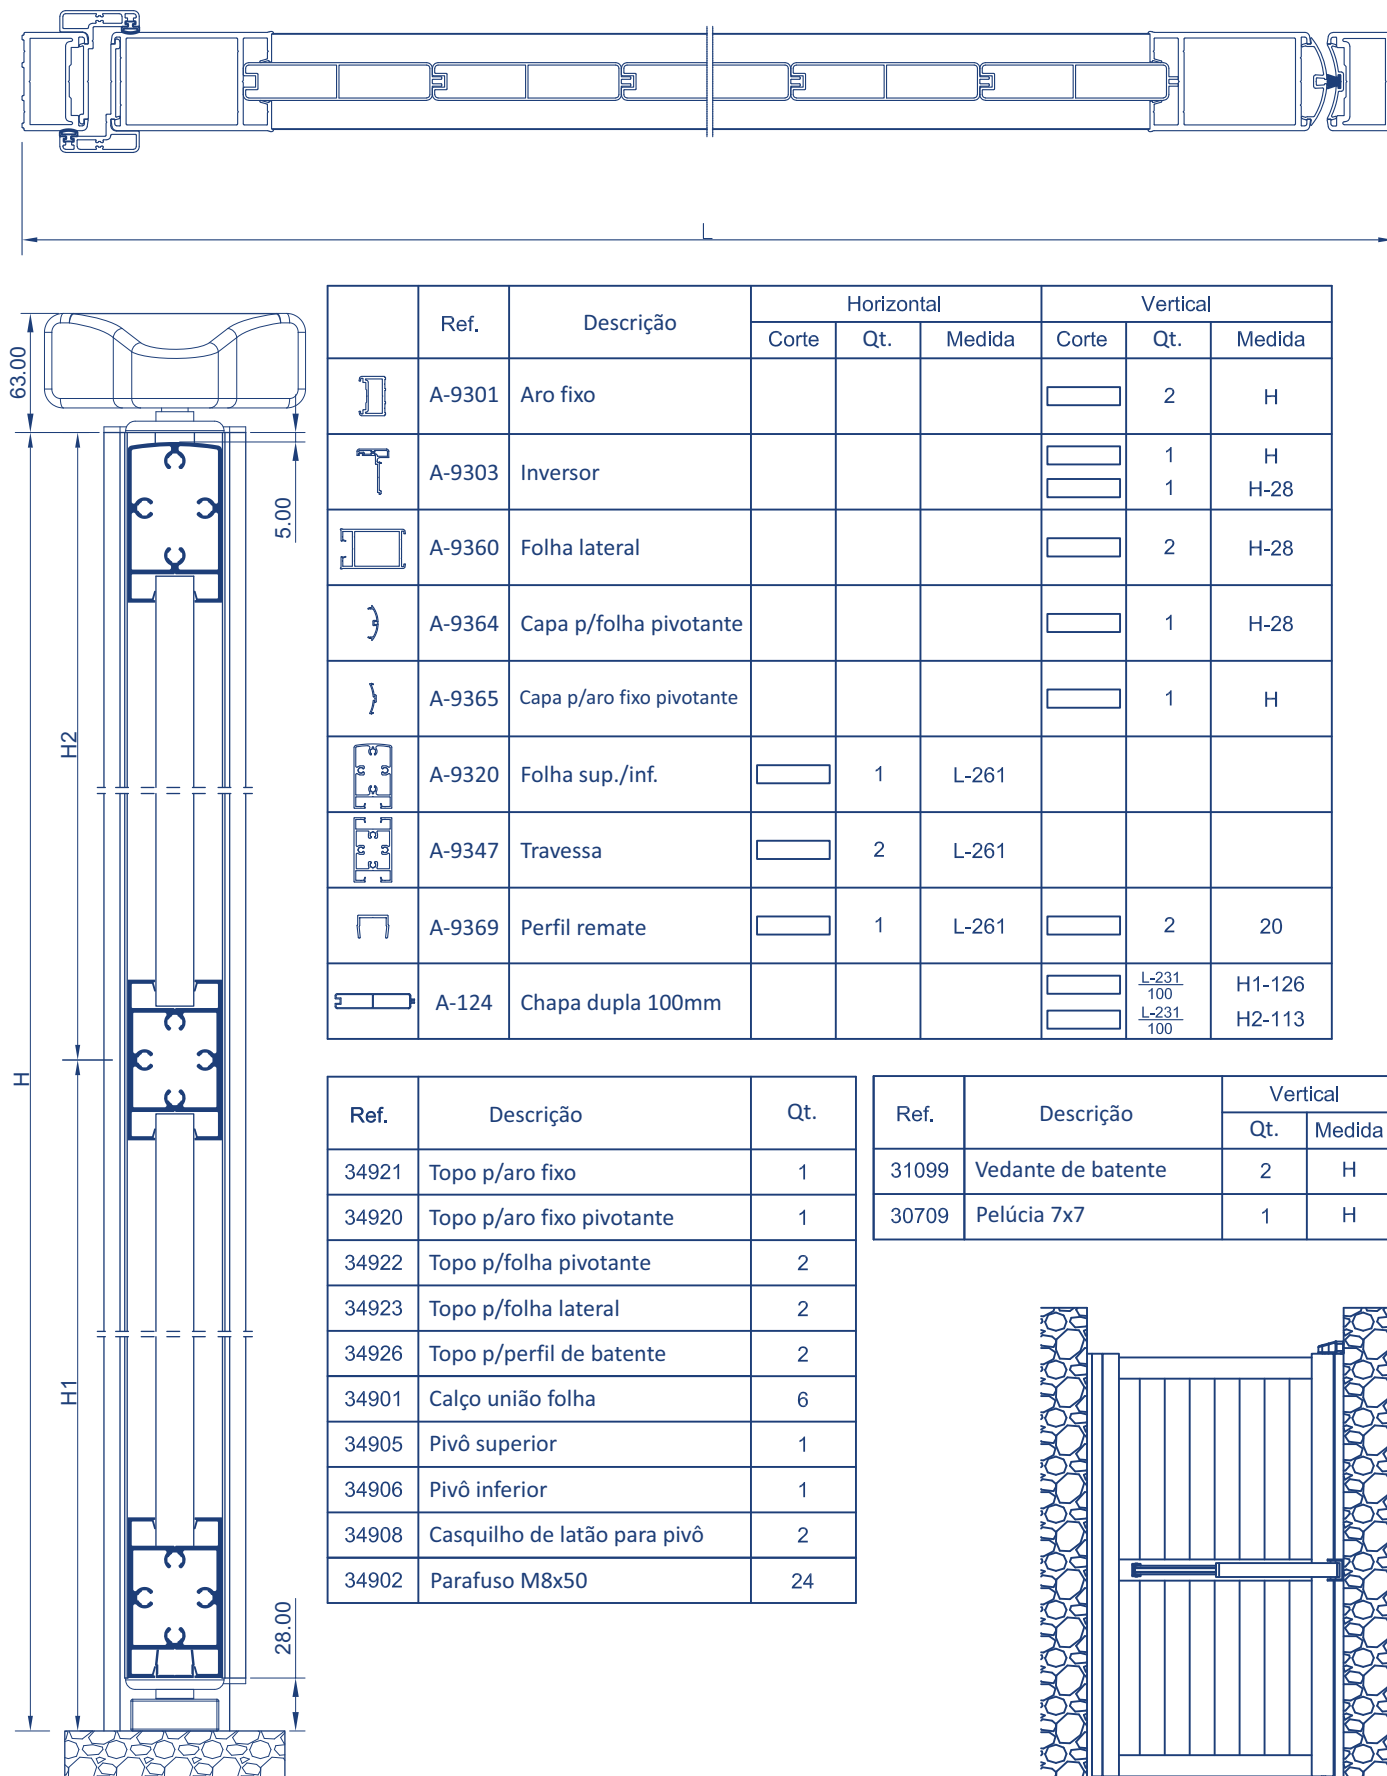 L
63.00
5.00
H2
H
H1
28.00
Ref. Descrição Horizontal Vertical
Corte Qt. Medida Corte Qt. Medida
A-9301 Aro fixo 2 H
A-9303 Inversor 1 H
1 H-28
A-9360 Folha lateral 2 H-28
A-9364 Capa p/folha pivotante 1 H-28
A-9365 Capa p/aro fixo pivotante 1 H
A-9320 Folha sup./inf. 1 L-261
A-9347 Travessa 2 L-261
A-9369 Perfil remate 1 L-261 2 20
A-124 Chapa dupla 100mm L-231/100 H1-126
L-231/100 H2-113
Ref. Descrição Qt.
34921 Topo p/aro fixo 1
34920 Topo p/aro fixo pivotante 1
34922 Topo p/folha pivotante 2
34923 Topo p/folha lateral 2
34926 Topo p/perfil de batente 2
34901 Calço união folha 6
34905 Pivô superior 1
34906 Pivô inferior 1
34908 Casquilho de latão para pivô 2
34902 Parafuso M8x50 24
Ref. Descrição Vertical
Qt. Medida
31099 Vedante de batente 2 H
30709 Pelúcia 7x7 1 H